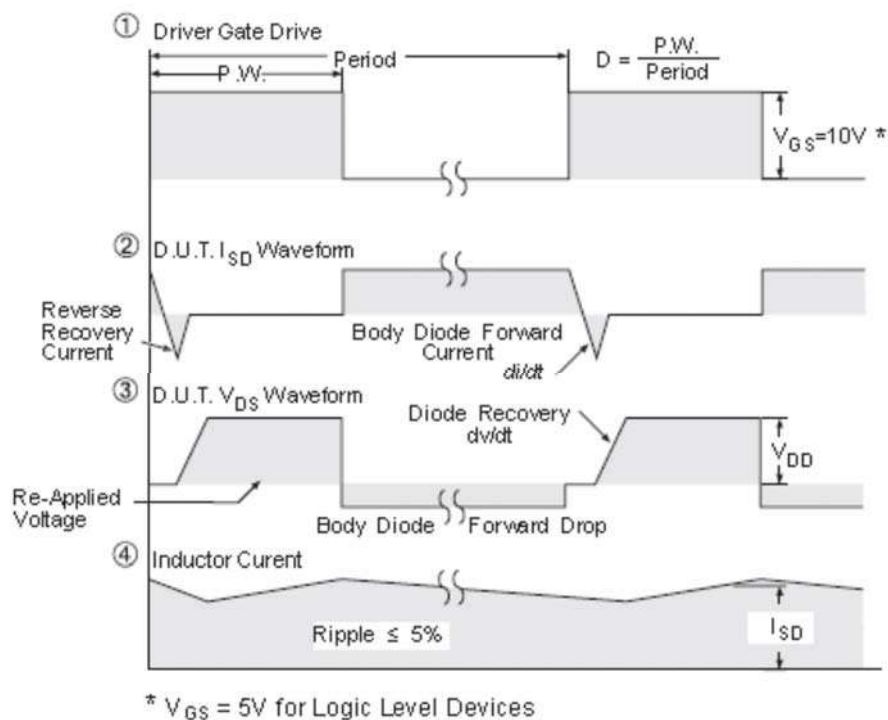 ① Driver Gate Drive
Period
P.W.
D = P.W. / Period
V_GS=10V *
② D.U.T. I_SD Waveform
Reverse
Recovery
Current
Body Diode Forward
Current
di/dt
③ D.U.T. V_DS Waveform
Diode Recovery
dv/dt
V_DD
Re-Applied
Voltage
Body Diode
Forward Drop
④ Inductor Curent
Ripple ≤ 5%
I_SD
* V_GS = 5V for Logic Level Devices